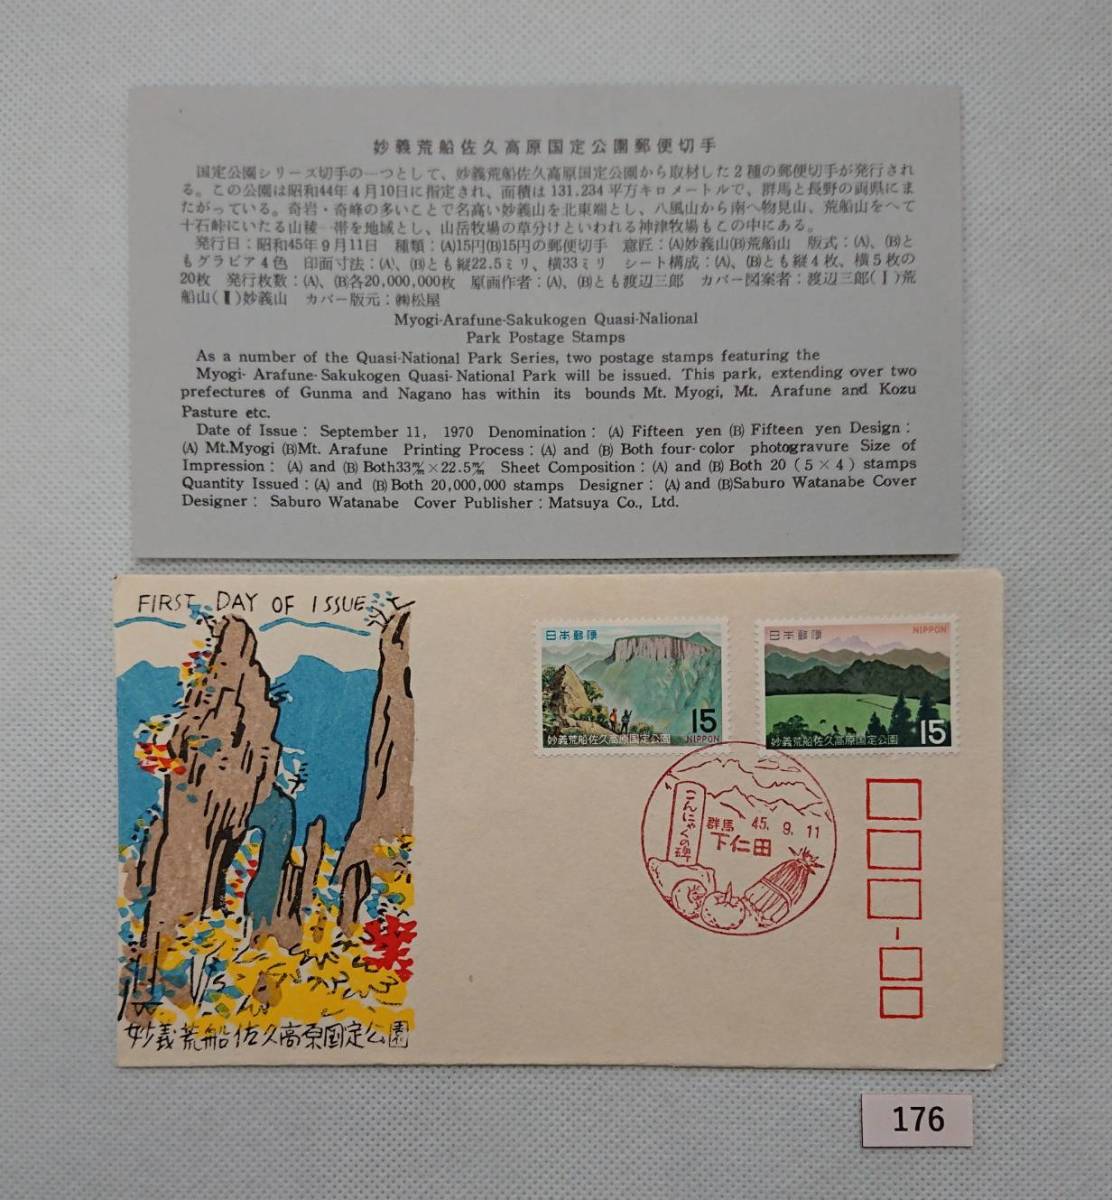 妙義荒船佐久高原国定公園郵便切手
国定公園シリーズ切手の一つとして、妙義荒船佐久高原国定公園から取材した2種の郵便切手が発行され
る。この公園は昭和44年4月10日に指定され、面積は131,234平方キロメートルで、群馬と長野の両県にま
たがっている。奇岩・奇峰の多いことで名高い妙義山を北東端とし、八風山から南へ物見山、荒船山をへて
十石峠にいたる山稜一帯を地域とし、山岳牧場の草分けといわれる神津牧場もこの中にある。
発行日：昭和45年9月11日 種類：(A)15円(B)15円の郵便切手 意匠：(A)妙義山(B)荒船山 版式：(A)、(B)と
もグラビア4色 印面寸法：(A)、(B)とも縦22.5ミリ、横33ミリ シート構成：(A)、(B)とも縦4枚、横5枚の
20枚 発行枚数：(A)、(B)各20,000,000枚 原画作者：(A)、(B)とも渡辺三郎 カバー図案者：渡辺三郎(Ⅰ)荒
船山(Ⅱ)妙義山 カバー版元：㈱松屋
Myogi-Arafune-Sakukogen Quasi-Nalional
Park Postage Stamps
As a number of the Quasi-National Park Series, two postage stamps featuring the
Myogi- Arafune- Sakukogen Quasi- National Park will be issued. This park, extending over two
prefectures of Gunma and Nagano has within its bounds Mt. Myogi, Mt. Arafune and Kozu
Pasture etc.
Date of Issue: September 11, 1970 Denomination: (A) Fifteen yen (B) Fifteen yen Design:
(A) Mt.Myogi (B)Mt. Arafune Printing Process: (A) and (B) Both four-color photogravure Size of
Impression: (A) and (B) Both33㎜×22.5㎜ Sheet Composition: (A) and (B) Both 20 (5×4) stamps
Quantity Issued: (A) and (B) Both 20,000,000 stamps Designer: (A) and (B)Saburo Watanabe Cover
Designer: Saburo Watanabe Cover Publisher: Matsuya Co., Ltd.
FIRST DAY OF ISSUE
日本郵便
15
NIPPON
妙義荒船佐久高原国定公園
日本郵便
NIPPON
15
妙義荒船佐久高原国定公園
こんにゃくの碑
群馬 45. 9. 11
下仁田
妙義荒船佐久高原国定公園
176